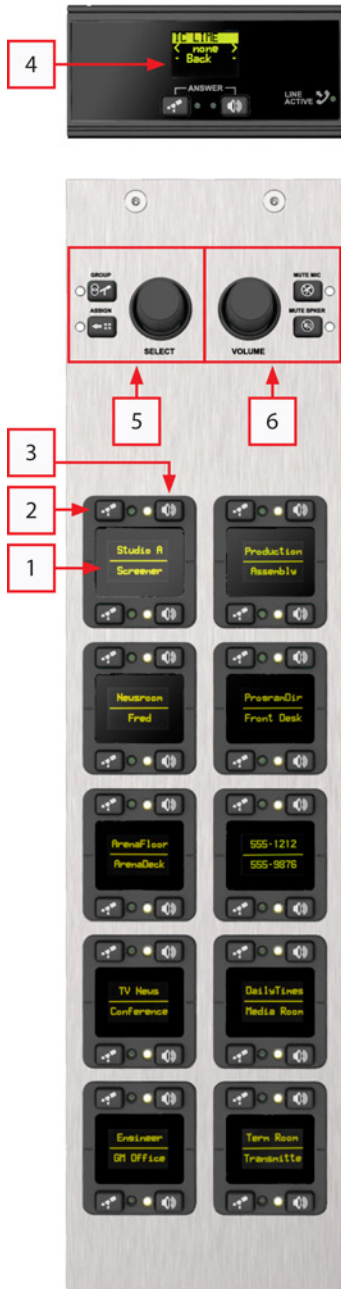 IC LINE
< none >
- Back -
4
ANSWER
LINE
ACTIVE
GROUP
ASSIGN
SELECT
VOLUME
MUTE MIC
MUTE SPKER
5
6
3
2
1
Studio A
Screener
Production
Assembly
Newsroom
Fred
ProgramDir
Front Desk
ArenaFloor
ArenaDeck
555-1212
555-9876
TV News
Conference
DailyTimes
Media Room
Engineer
GM Office
Term Room
Transmitte